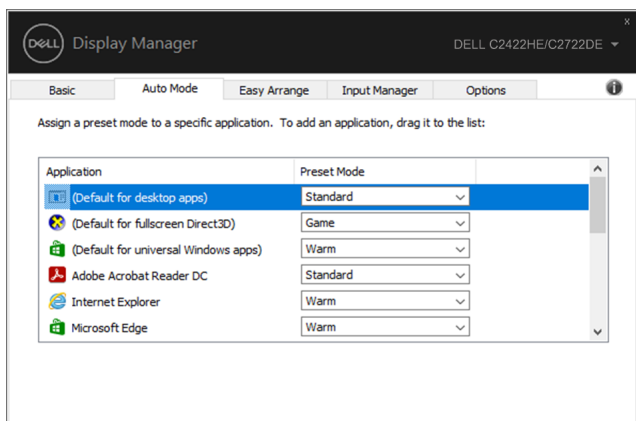 x
DELL Display Manager DELL C2422HE/C2722DE
Basic Auto Mode Easy Arrange Input Manager Options i
Assign a preset mode to a specific application. To add an application, drag it to the list:
Application Preset Mode
(Default for desktop apps) Standard
(Default for fullscreen Direct3D) Game
(Default for universal Windows apps) Warm
Adobe Acrobat Reader DC Standard
Internet Explorer Warm
Microsoft Edge Warm